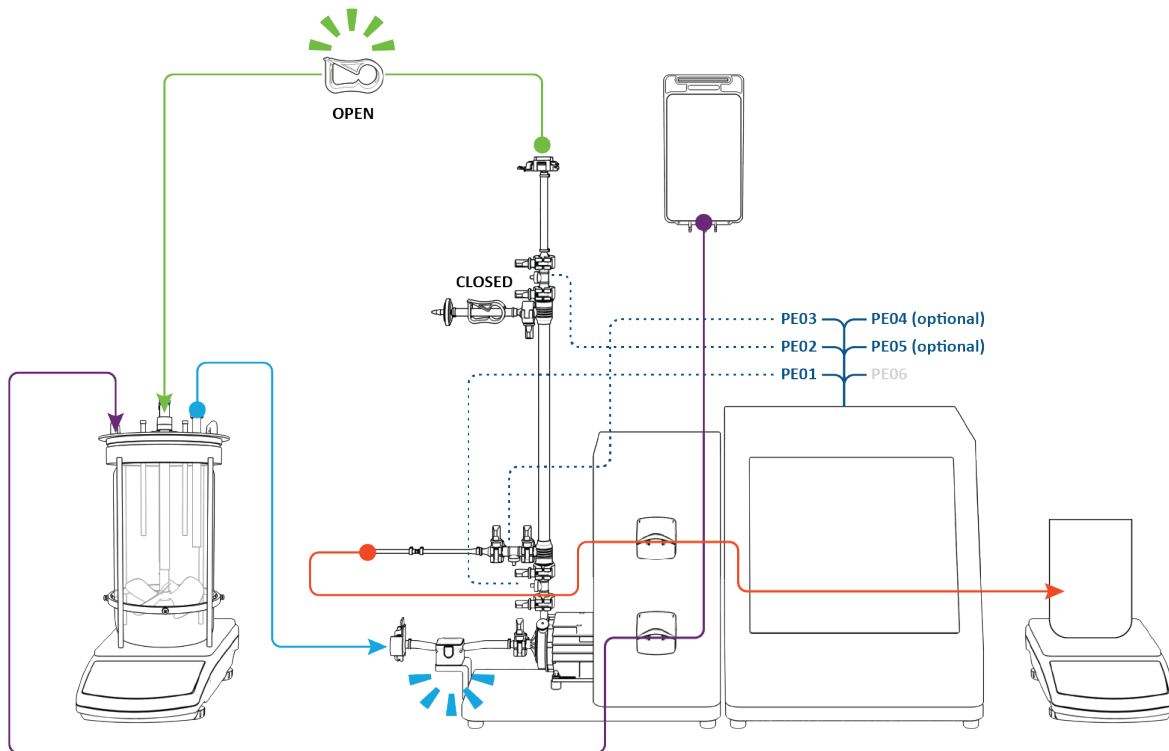 OPEN
CLOSED
PE03 PE04 (optional)
PE02 PE05 (optional)
PE01 PE06